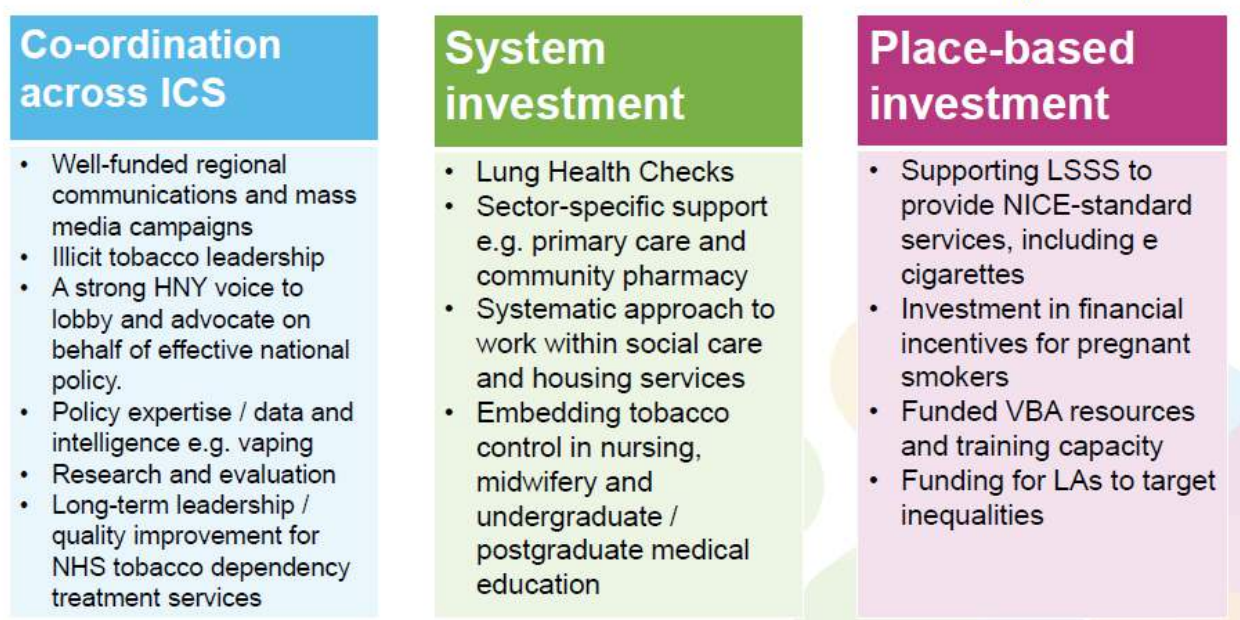 Co-ordination
across ICS
• Well-funded regional
communications and mass
media campaigns
• Illicit tobacco leadership
• A strong HNY voice to
lobby and advocate on
behalf of effective national
policy.
• Policy expertise / data and
intelligence e.g. vaping
• Research and evaluation
• Long-term leadership /
quality improvement for
NHS tobacco dependency
treatment services
System
investment
• Lung Health Checks
• Sector-specific support
e.g. primary care and
community pharmacy
• Systematic approach to
work within social care
and housing services
• Embedding tobacco
control in nursing,
midwifery and
undergraduate /
postgraduate medical
education
Place-based
investment
• Supporting LSSS to
provide NICE-standard
services, including e
cigarettes
• Investment in financial
incentives for pregnant
smokers
• Funded VBA resources
and training capacity
• Funding for LAs to target
inequalities